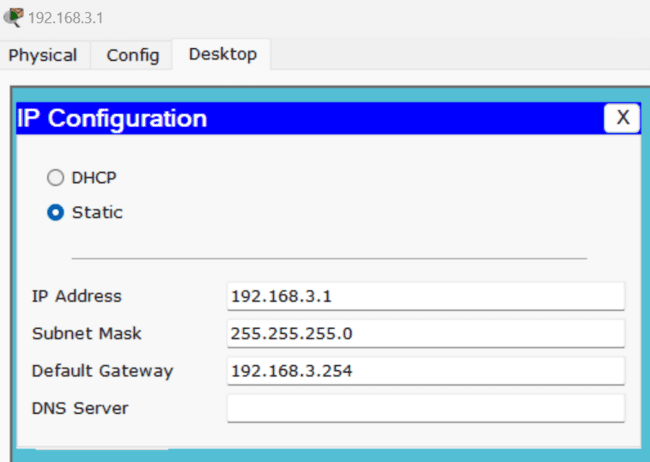 192.168.3.1
Physical Config Desktop
IP Configuration X
DHCP
Static
IP Address 192.168.3.1
Subnet Mask 255.255.255.0
Default Gateway 192.168.3.254
DNS Server